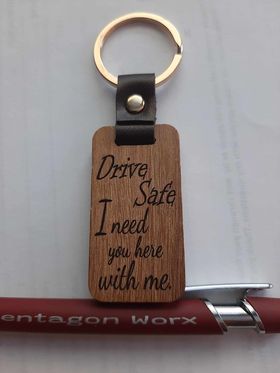 Drive
Safe
I need
you here
with me.
entagon Worx